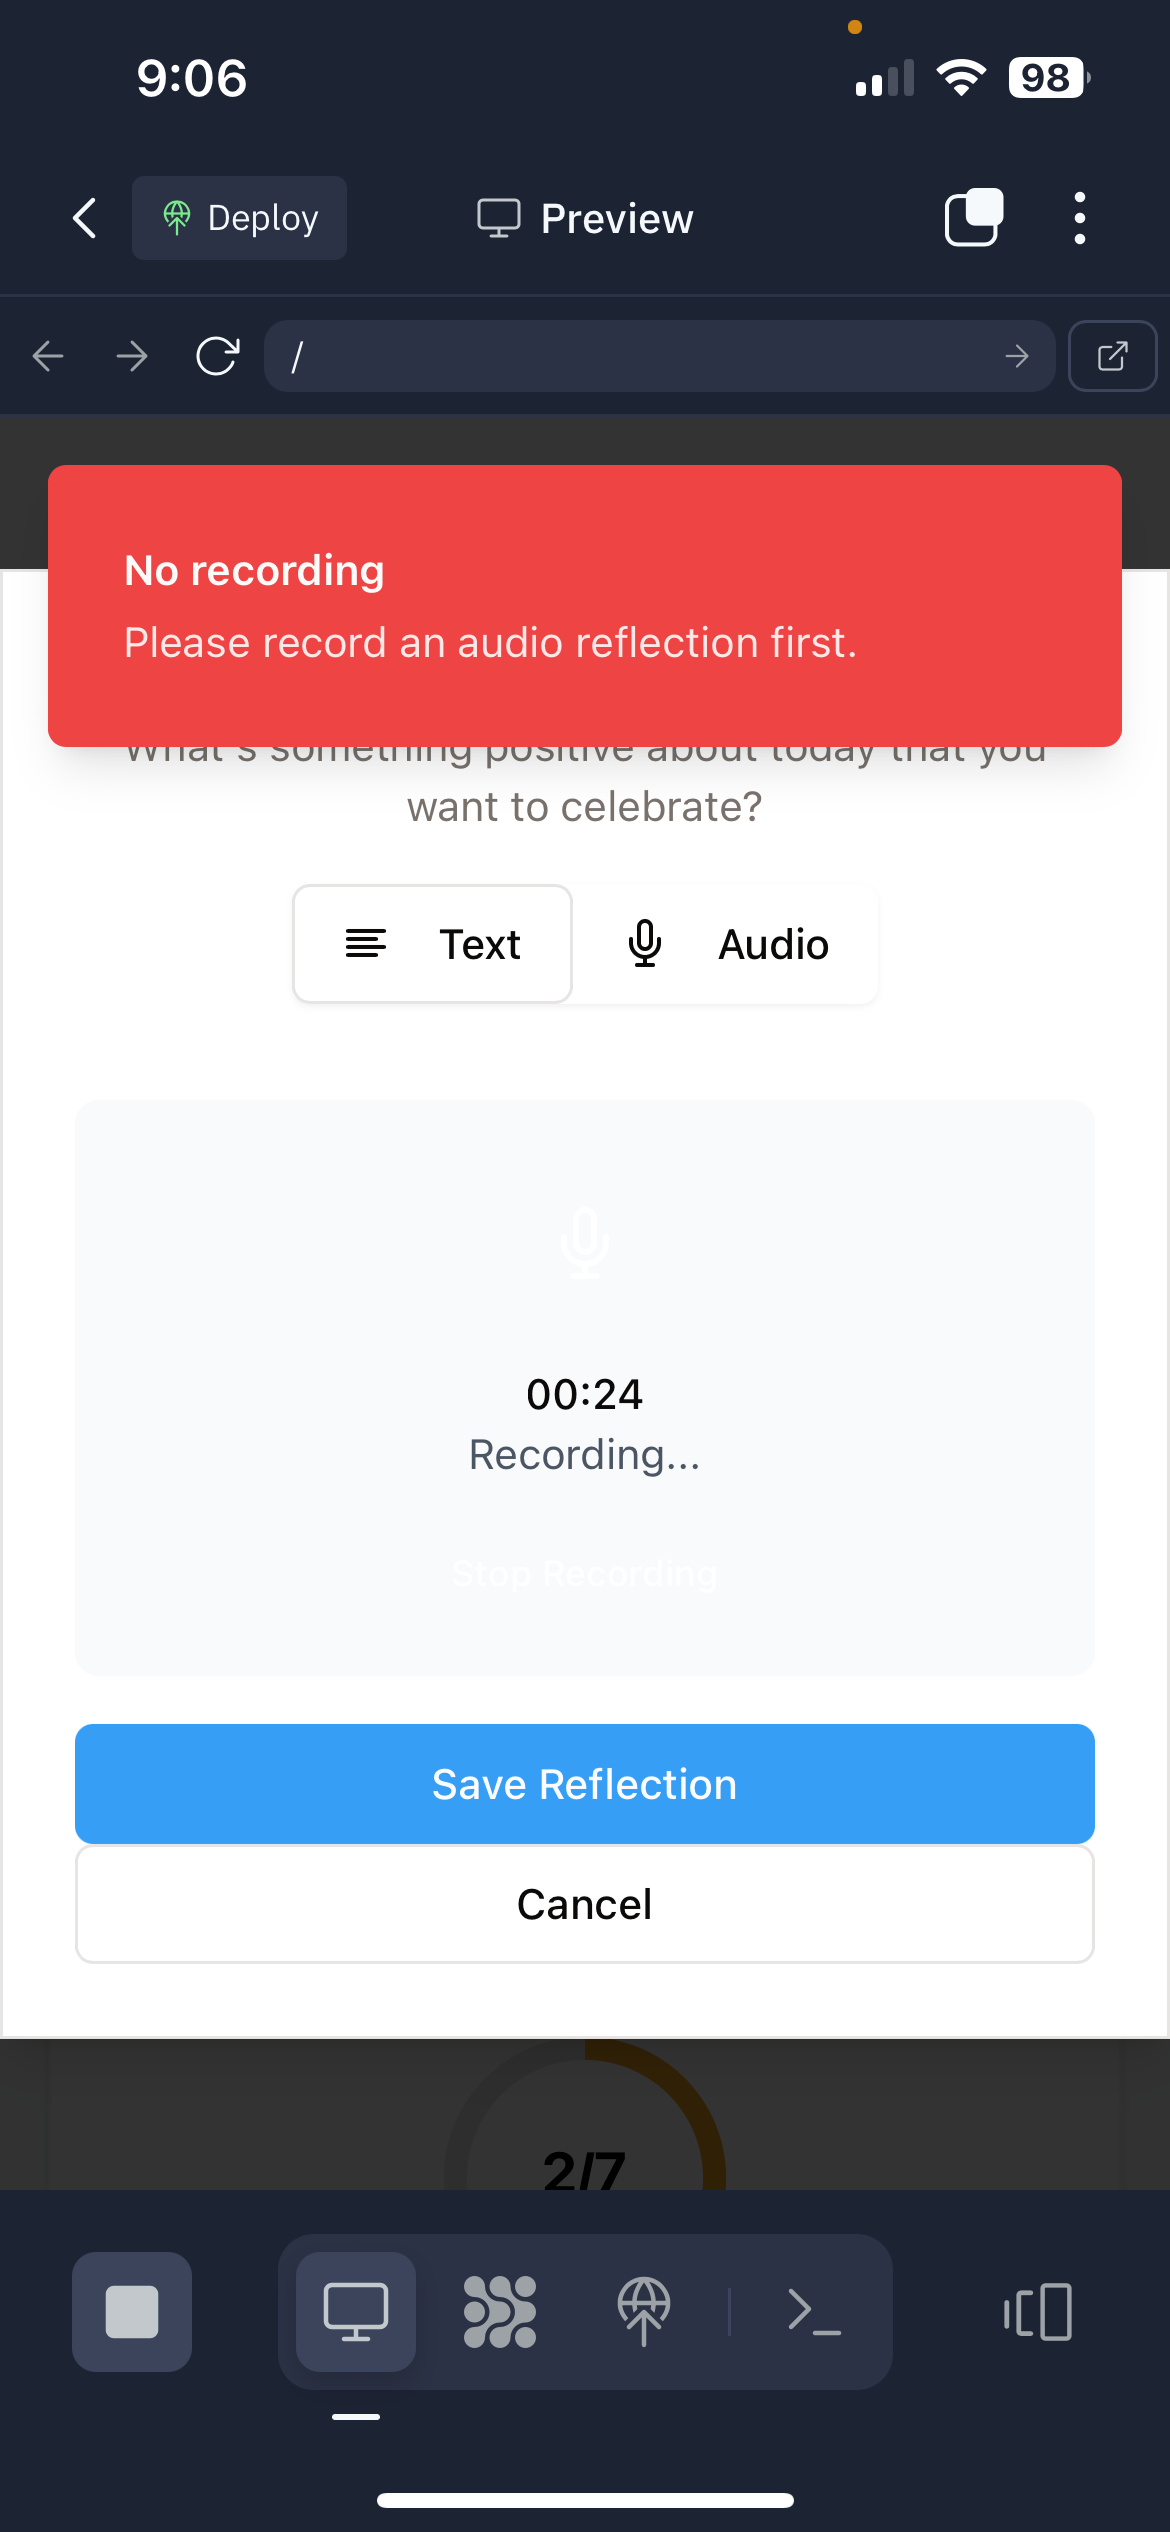 9:06
98
Deploy
Preview
/
No recording
Please record an audio reflection first.
What's something positive about today that you
want to celebrate?
Text
Audio
00:24
Recording...
Stop Recording
Save Reflection
Cancel
2/7